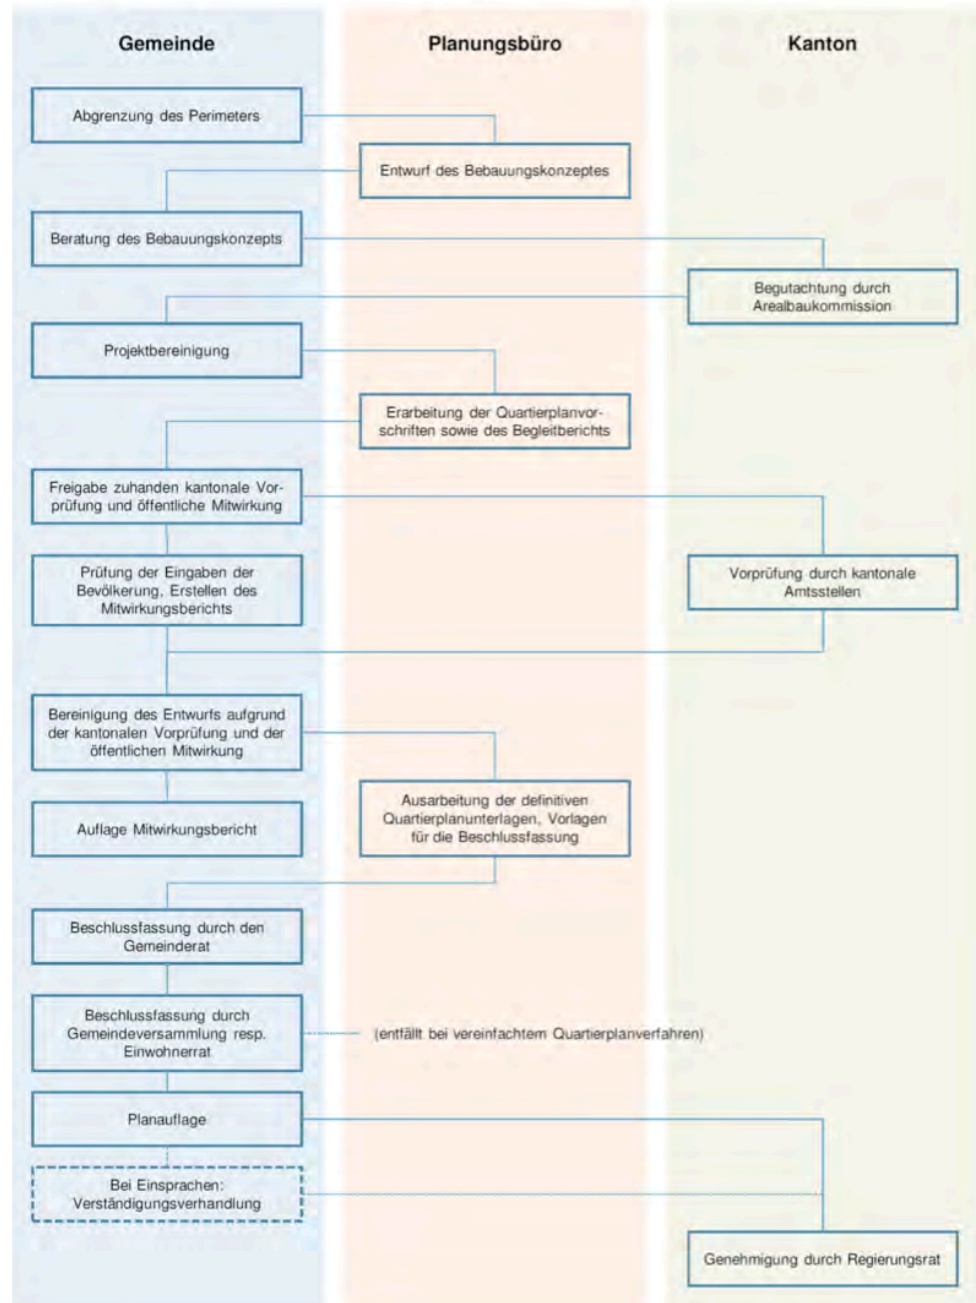 Gemeinde
Planungsbüro
Kanton
Abgrenzung des Perimeters
Entwurf des Bebauungskonzeptes
Beratung des Bebauungskonzepts
Begutachtung durch
Arealbaukommission
Projektbereinigung
Erarbeitung der Quartierplanvor-
schriften sowie des Begleitberichts
Freigabe zuhanden kantonale Vor-
prüfung und öffentliche Mitwirkung
Prüfung der Eingaben der
Bevölkerung, Erstellen des
Mitwirkungsberichts
Vorprüfung durch kantonale
Amtsstellen
Bereinigung des Entwurfs aufgrund
der kantonalen Vorprüfung und der
öffentlichen Mitwirkung
Ausarbeitung der definitiven
Quartierplanunterlagen, Vorlagen
für die Beschlussfassung
Auflage Mitwirkungsbericht
Beschlussfassung durch den
Gemeinderat
Beschlussfassung durch
Gemeindeversammlung resp.
Einwohnerrat
(entfällt bei vereinfachtem Quartierplanverfahren)
Planauflage
Bei Einsprachen:
Verständigungsverhandlung
Genehmigung durch Regierungsrat